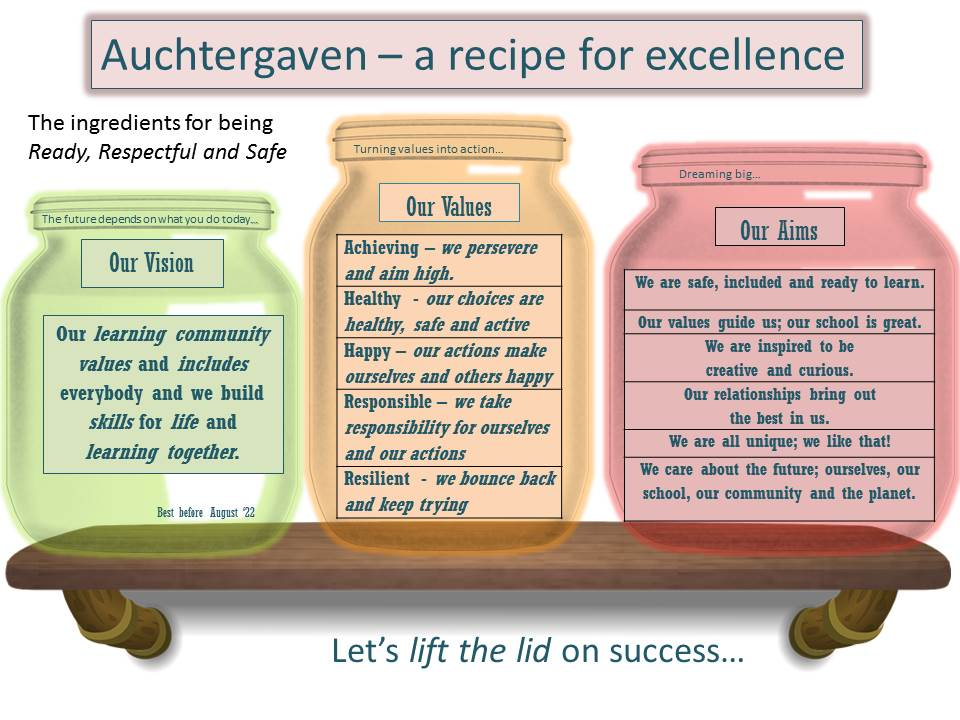 Auchtergaven – a recipe for excellence
The ingredients for being
Ready, Respectful and Safe
The future depends on what you do today...
Our Vision
Our learning community
values and includes
everybody and we build
skills for life and
learning together.
Best before August ‘22
Turning values into action...
Our Values
Achieving – we persevere
and aim high.
Healthy - our choices are
healthy, safe and active
Happy – our actions make
ourselves and others happy
Responsible – we take
responsibility for ourselves
and our actions
Resilient - we bounce back
and keep trying
Dreaming big...
Our Aims
We are safe, included and ready to learn.
Our values guide us; our school is great.
We are inspired to be
creative and curious.
Our relationships bring out
the best in us.
We are all unique; we like that!
We care about the future; ourselves, our
school, our community and the planet.
Let’s lift the lid on success...